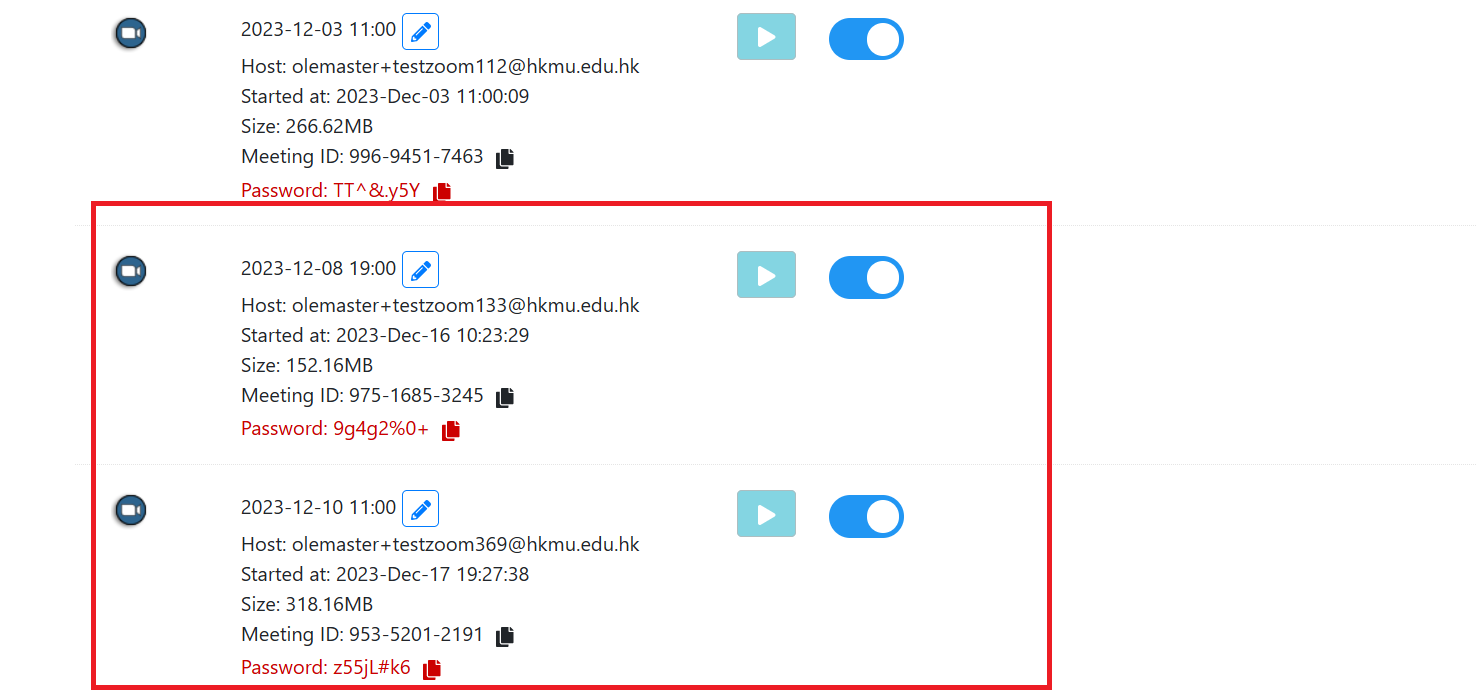 2023-12-03 11:00
Host: olemaster+testzoom112@hkmu.edu.hk
Started at: 2023-Dec-03 11:00:09
Size: 266.62MB
Meeting ID: 996-9451-7463
Password: TT^&.y5Y
2023-12-08 19:00
Host: olemaster+testzoom133@hkmu.edu.hk
Started at: 2023-Dec-16 10:23:29
Size: 152.16MB
Meeting ID: 975-1685-3245
Password: 9g4g2%0+
2023-12-10 11:00
Host: olemaster+testzoom369@hkmu.edu.hk
Started at: 2023-Dec-17 19:27:38
Size: 318.16MB
Meeting ID: 953-5201-2191
Password: z55jL#k6